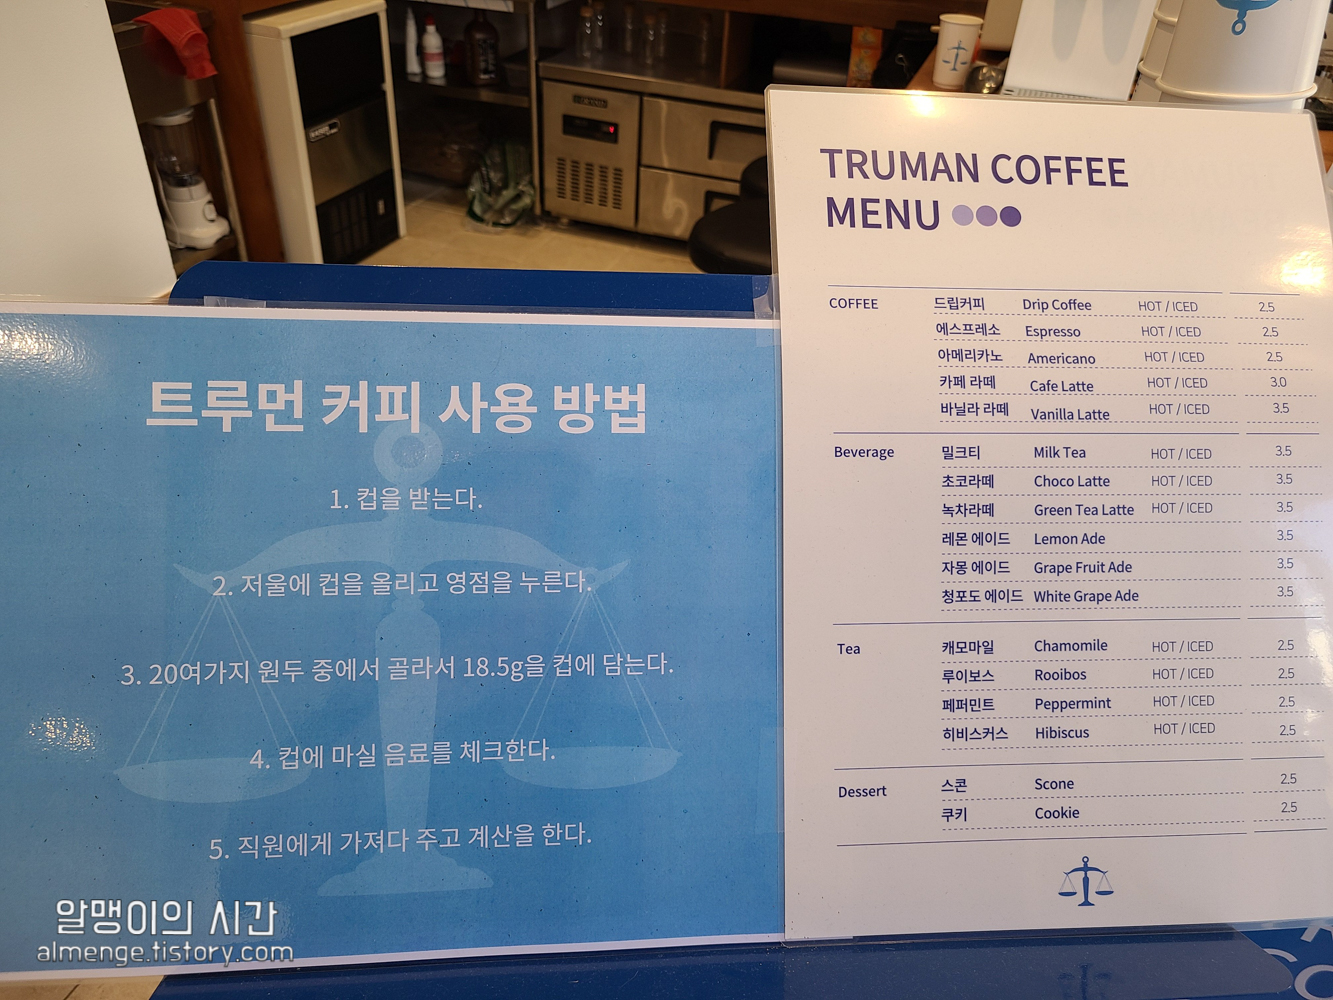 트루먼 커피 사용 방법
1. 컵을 받는다.
2. 저울에 컵을 올리고 영점을 누른다.
3. 20여가지 원두 중에서 골라서 18.5g을 컵에 담는다.
4. 컵에 마실 음료를 체크한다.
5. 직원에게 가져다 주고 계산을 한다.
알맹이의 시간
almenge.tistory.com
TRUMAN COFFEE
MENU
COFFEE 드립커피 Drip Coffee HOT / ICED 2.5
에스프레소 Espresso HOT / ICED 2.5
아메리카노 Americano HOT / ICED 2.5
카페 라떼 Cafe Latte HOT / ICED 3.0
바닐라 라떼 Vanilla Latte HOT / ICED 3.5
Beverage 밀크티 Milk Tea HOT / ICED 3.5
초코라떼 Choco Latte HOT / ICED 3.5
녹차라떼 Green Tea Latte HOT / ICED 3.5
레몬 에이드 Lemon Ade 3.5
자몽 에이드 Grape Fruit Ade 3.5
청포도 에이드 White Grape Ade 3.5
Tea 캐모마일 Chamomile HOT / ICED 2.5
루이보스 Rooibos HOT / ICED 2.5
페퍼민트 Peppermint HOT / ICED 2.5
히비스커스 Hibiscus HOT / ICED 2.5
Dessert 스콘 Scone 2.5
쿠키 Cookie 2.5